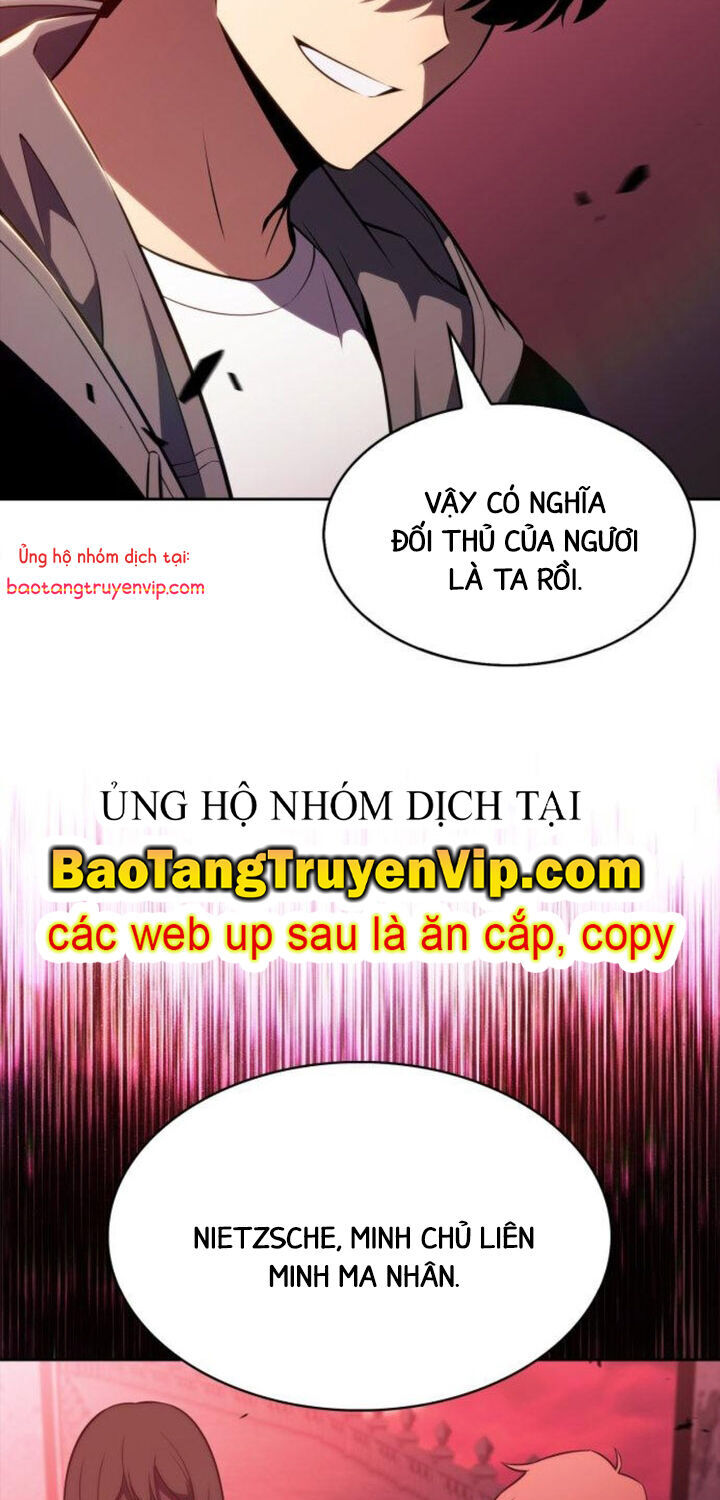 VẬY CÓ NGHĨA
ĐỐI THỦ CỦA NGƯƠI
LÀ TA RỒI.
Ủng hộ nhóm dịch tại:
baotangtruyenvip.com
ỦNG HỘ NHÓM DỊCH TẠI
BaoTangTruyenVip.com
các web up sau là ăn cắp, copy
NIETZSCHE, MINH CHỦ LIÊN
MINH MA NHÂN.